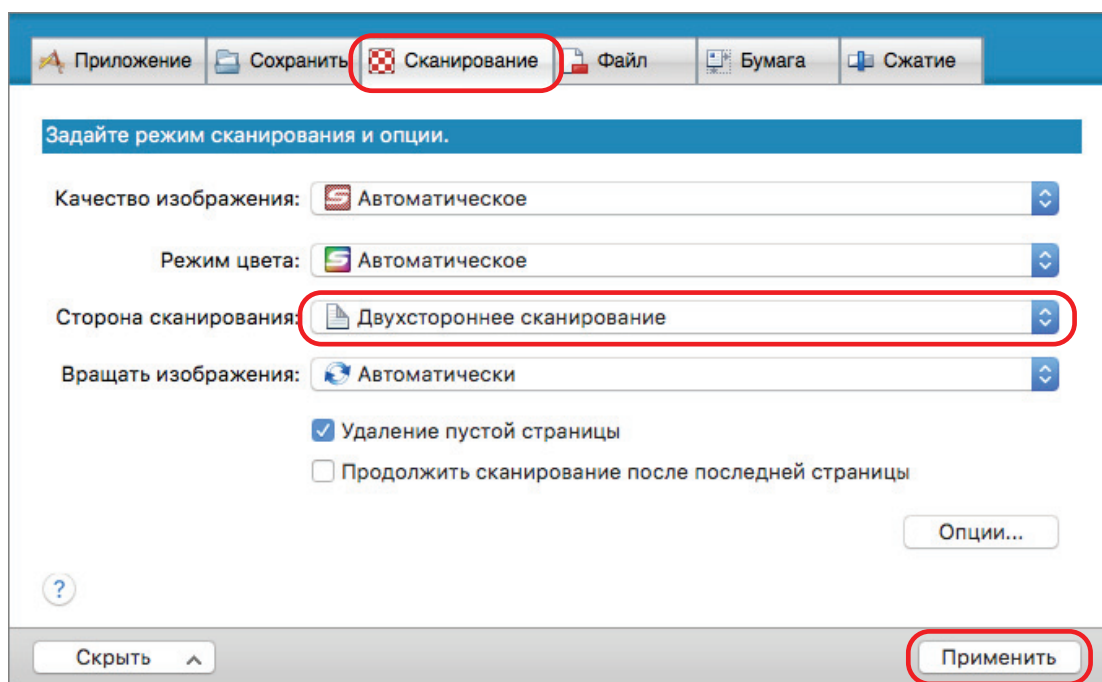 Приложение Сохранить Сканирование Файл Бумага Сжатие
Задайте режим сканирования и опции.
Качество изображения: Автоматическое
Режим цвета: Автоматическое
Сторона сканирования: Двухстороннее сканирование
Вращать изображения: Автоматически
Удаление пустой страницы
Продолжить сканирование после последней страницы
Опции...
?
Скрыть Применить